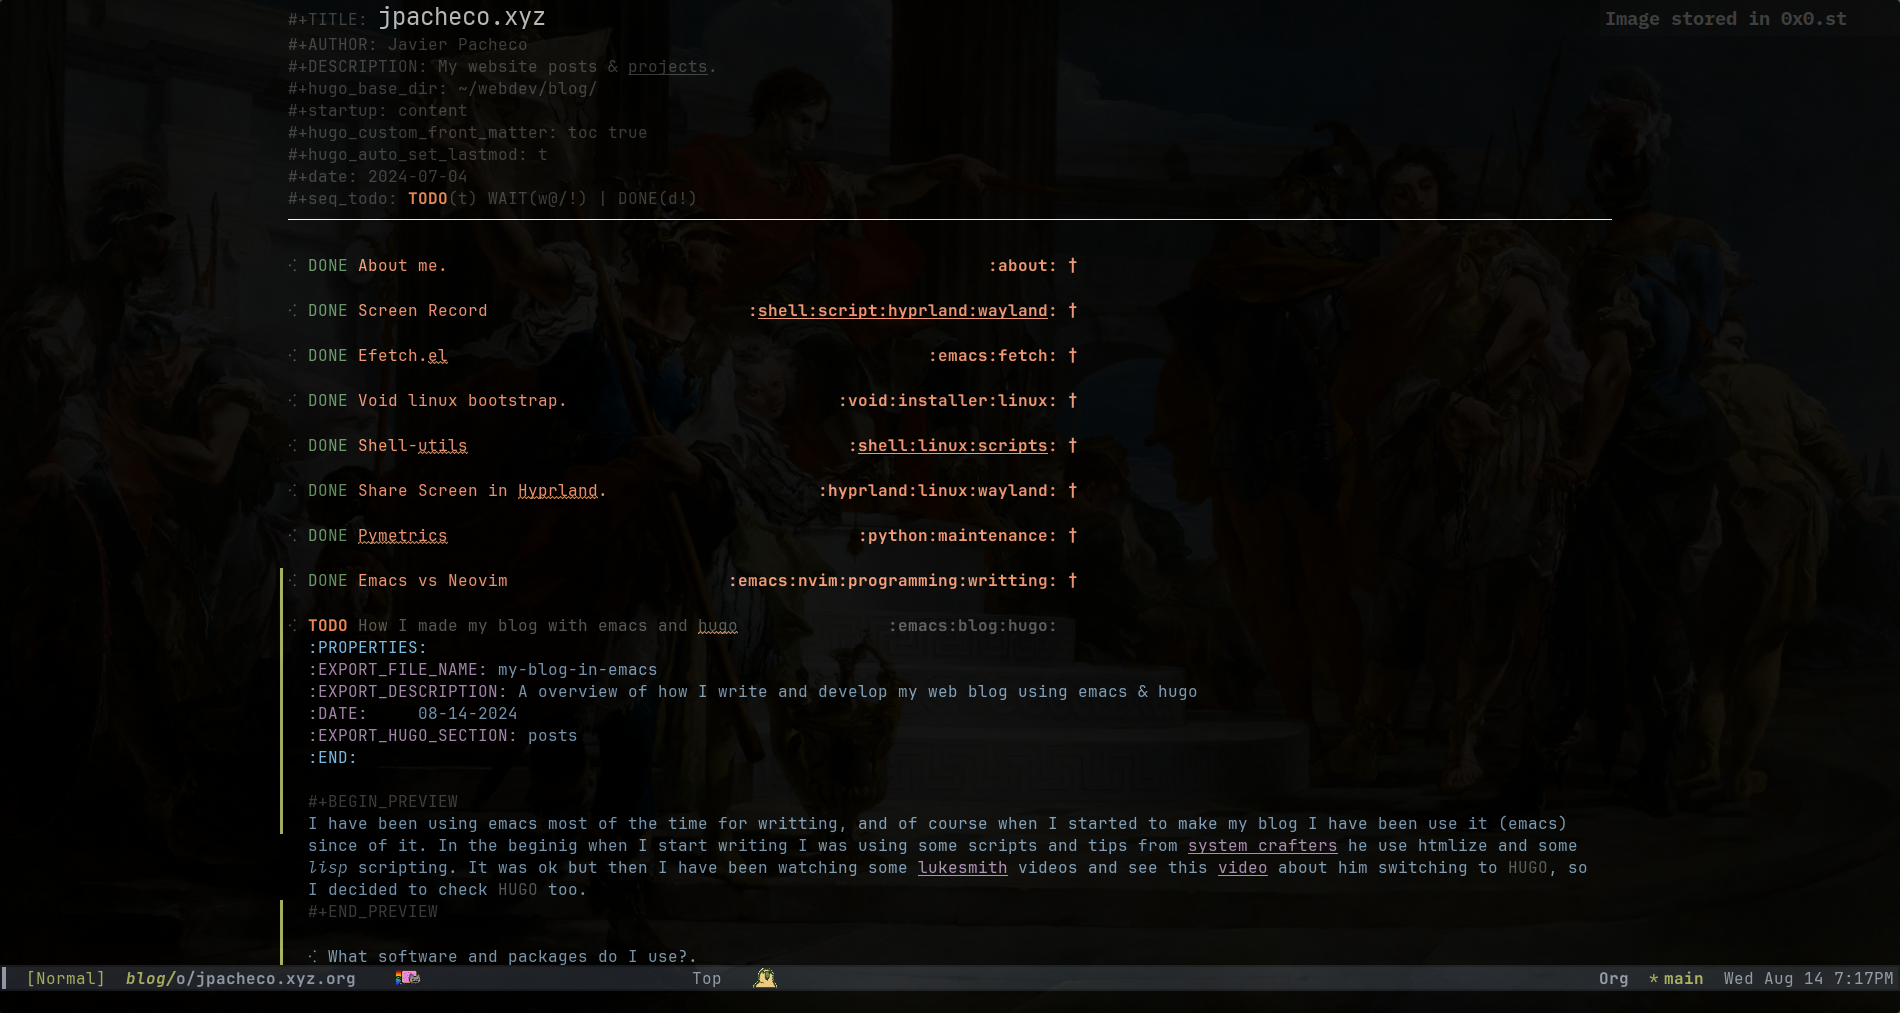 #+TITLE: jpacheco.xyz
Image stored in 0x0.st
#+AUTHOR: Javier Pacheco
#+DESCRIPTION: My website posts & projects.
#+hugo_base_dir: ~/webdev/blog/
#+startup: content
#+hugo_custom_front_matter: toc true
#+hugo_auto_set_lastmod: t
#+date: 2024-07-04
#+seq_todo: TODO(t) WAIT(w@/!) | DONE(d!)
DONE About me. :about: †
DONE Screen Record :shell:script:hyprland:wayland: †
DONE Efetch.el :emacs:fetch: †
DONE Void linux bootstrap. :void:installer:linux: †
DONE Shell-utils :shell:linux:scripts: †
DONE Share Screen in Hyprland. :hyprland:linux:wayland: †
DONE Pymetrics :python:maintenance: †
DONE Emacs vs Neovim :emacs:nvim:programming:writting: †
TODO How I made my blog with emacs and hugo :emacs:blog:hugo:
:PROPERTIES:
:EXPORT_FILE_NAME: my-blog-in-emacs
:EXPORT_DESCRIPTION: A overview of how I write and develop my web blog using emacs & hugo
:DATE: 08-14-2024
:EXPORT_HUGO_SECTION: posts
:END:
#+BEGIN_PREVIEW
I have been using emacs most of the time for writting, and of course when I started to make my blog I have been use it (emacs)
since of it. In the beginig when I start writing I was using some scripts and tips from system crafters he use htmlize and some
lisp scripting. It was ok but then I have been watching some lukesmith videos and see this video about him switching to HUGO, so
I decided to check HUGO too.
#+END_PREVIEW
What software and packages do I use?.
[Normal] blog/o/jpacheco.xyz.org Top Org * main Wed Aug 14 7:17PM